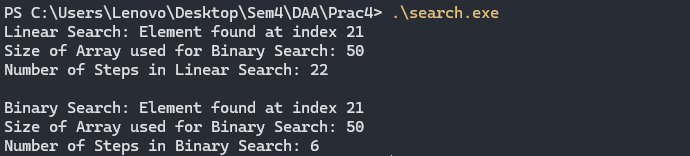 PS C:\Users\Lenovo\Desktop\Sem4\DAA\Prac4> .\search.exe
Linear Search: Element found at index 21
Size of Array used for Binary Search: 50
Number of Steps in Linear Search: 22
Binary Search: Element found at index 21
Size of Array used for Binary Search: 50
Number of Steps in Binary Search: 6